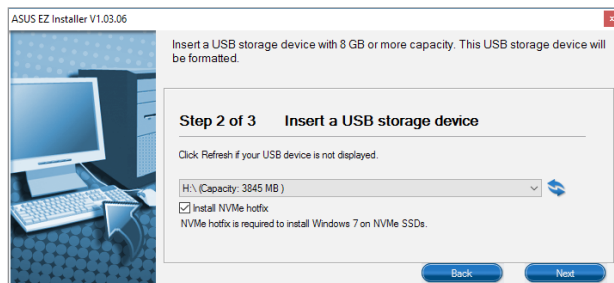 ASUS EZ Installer V1.03.06
x
Insert a USB storage device with 8 GB or more capacity. This USB storage device will
be formatted.
Step 2 of 3 Insert a USB storage device
Click Refresh if your USB device is not displayed.
H:\ (Capacity: 3845 MB )
Install NVMe hotfix
NVMe hotfix is required to install Windows 7 on NVMe SSDs.
Back Next